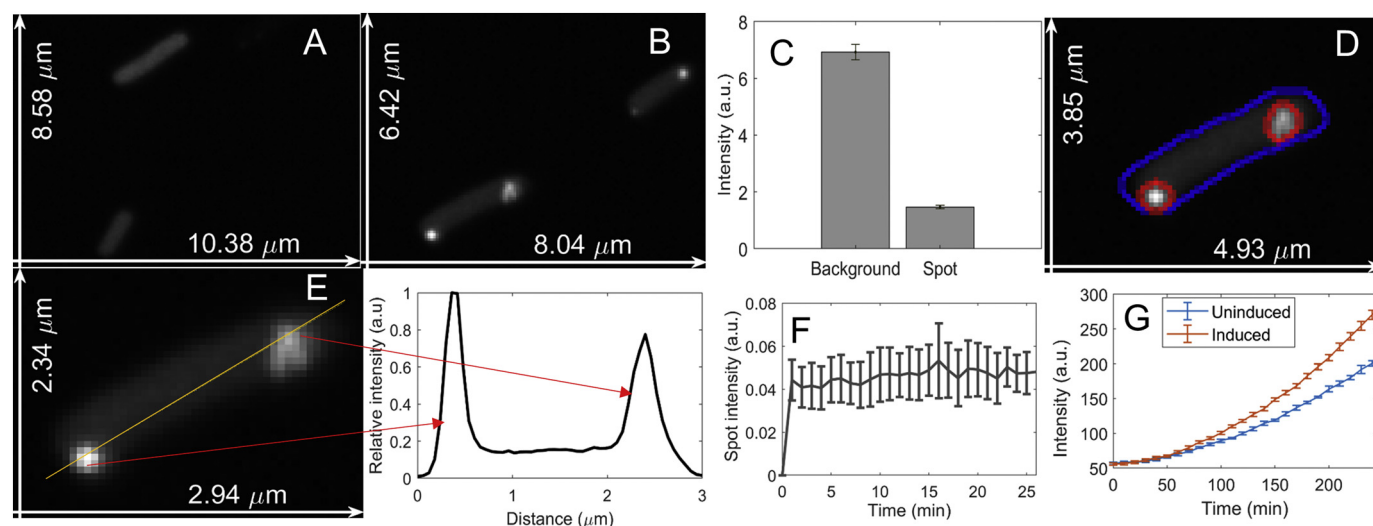 A
8.58 μm
10.38 μm
B
6.42 μm
8.04 μm
C
Intensity (a.u.)
8
6
4
2
0
Background Spot
D
3.85 μm
4.93 μm
E
2.34 μm
2.94 μm
Relative intensity (a.u)
1
0.8
0.6
0.4
0.2
0
0 1 2 3
Distance (μm)
F
Spot intensity (a.u.)
0.08
0.06
0.04
0.02
0
0 5 10 15 20 25
Time (min)
G
Uninduced
Induced
Intensity (a.u.)
300
250
200
150
100
50
0 50 100 150 200
Time (min)